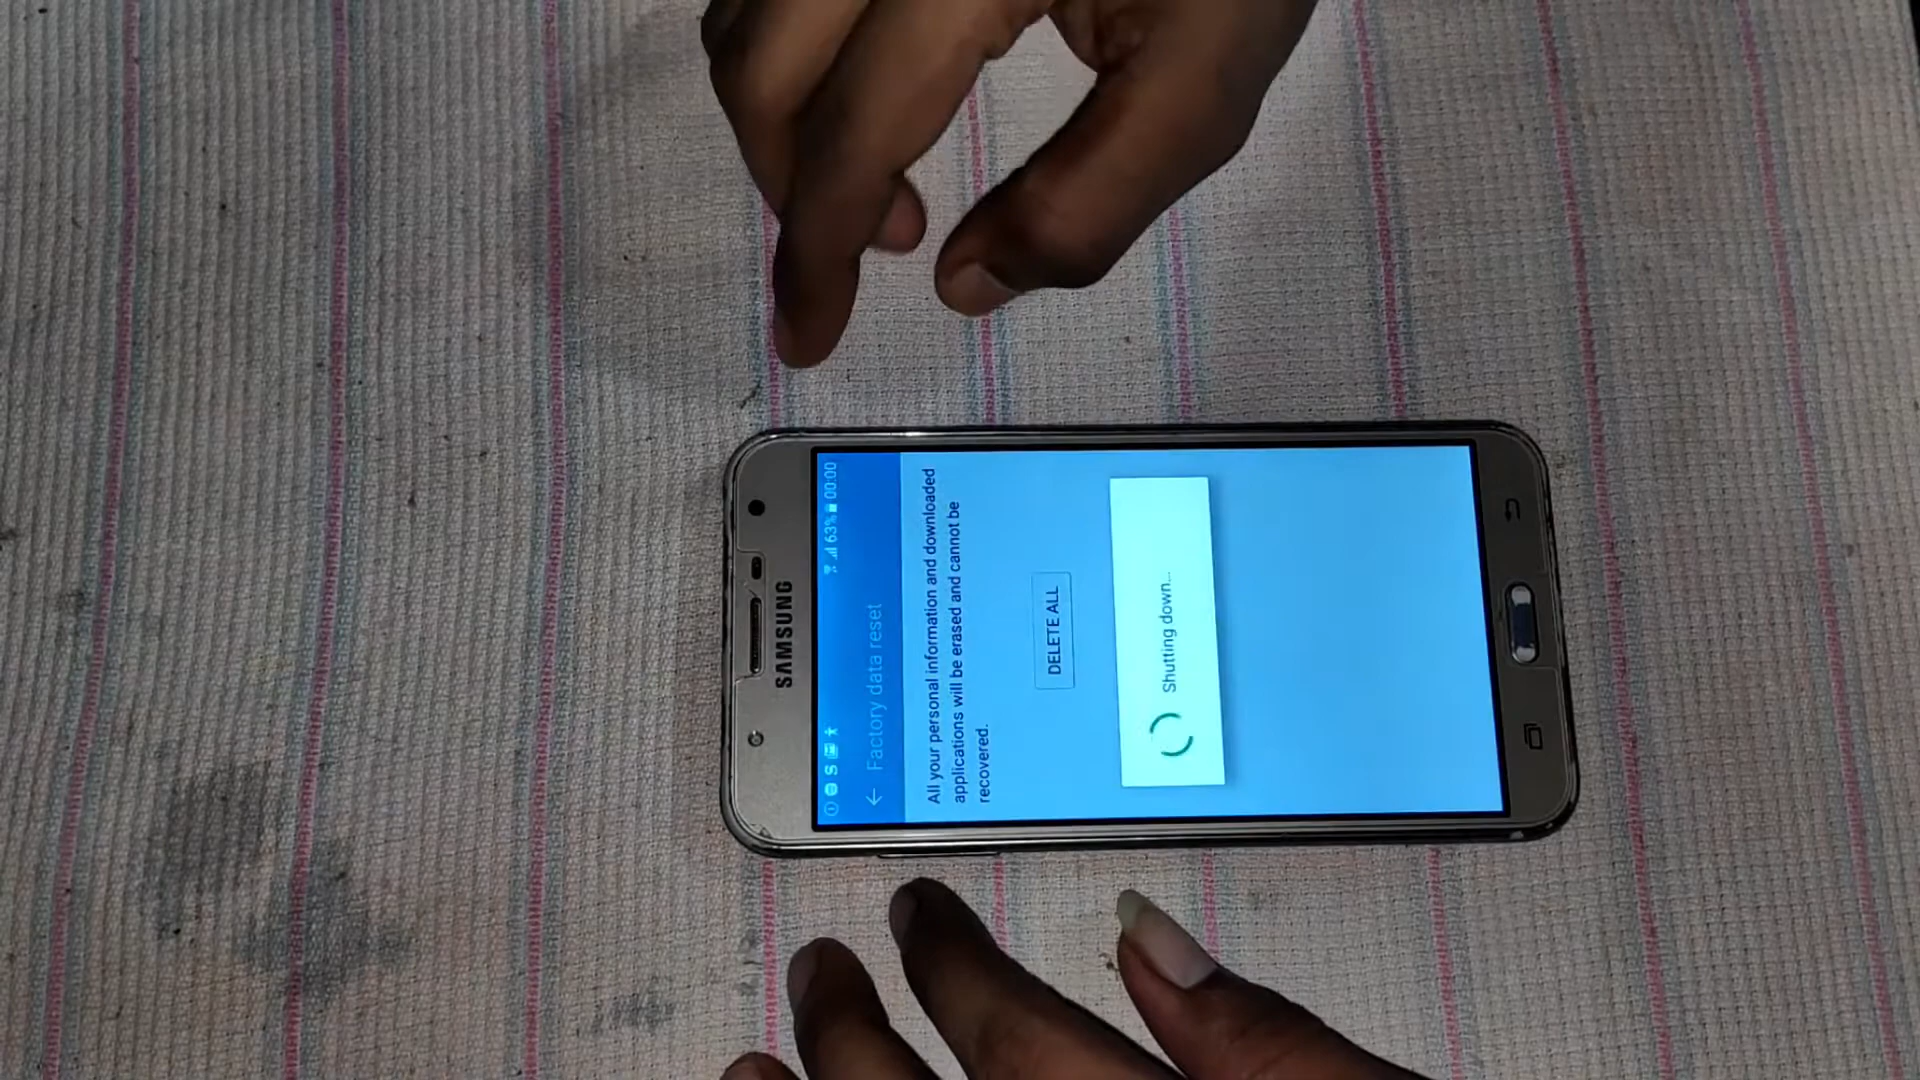 SAMSUNG
63% 00:00
Factory data reset
All your personal information and downloaded
applications will be erased and cannot be
recovered.
DELETE ALL
Shutting down...